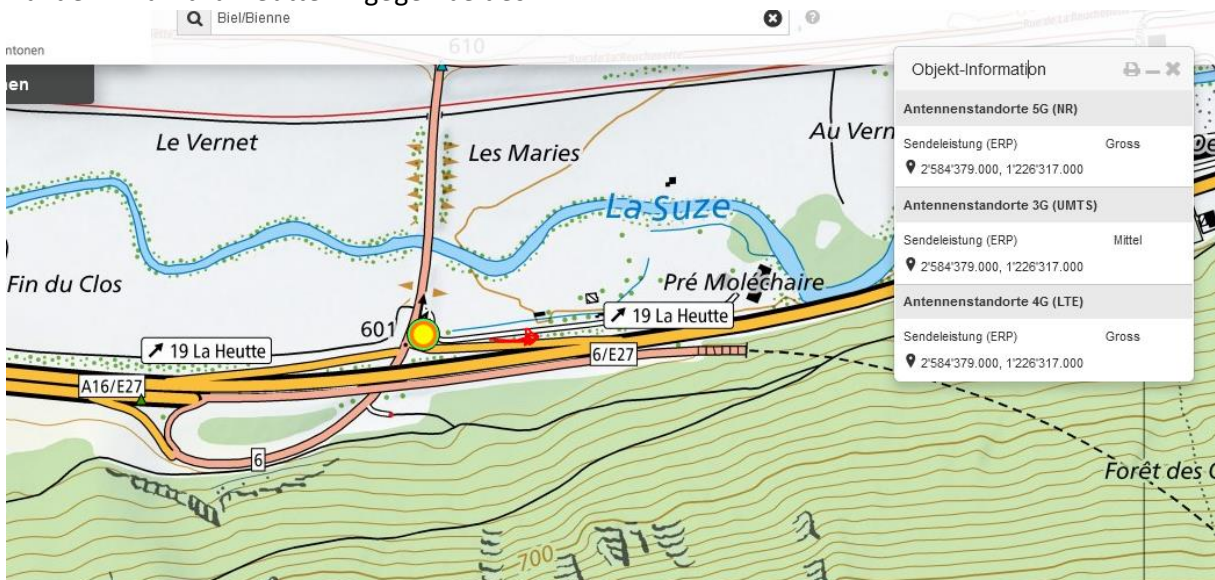 Biel/Bienne
ntonen
en
610
Objekt-Information
Antennenstandorte 5G (NR)
Sendeleistung (ERP) Gross
2'584'379.000, 1'226'317.000
Antennenstandorte 3G (UMTS)
Sendeleistung (ERP) Mittel
2'584'379.000, 1'226'317.000
Antennenstandorte 4G (LTE)
Sendeleistung (ERP) Gross
2'584'379.000, 1'226'317.000
Le Vernet
Les Maries
Au Vern
La Suze
Fin du Clos
Pré Moléchaire
601
19 La Heutte
19 La Heutte
6/E27
A16/E27
6
Forêt des
700